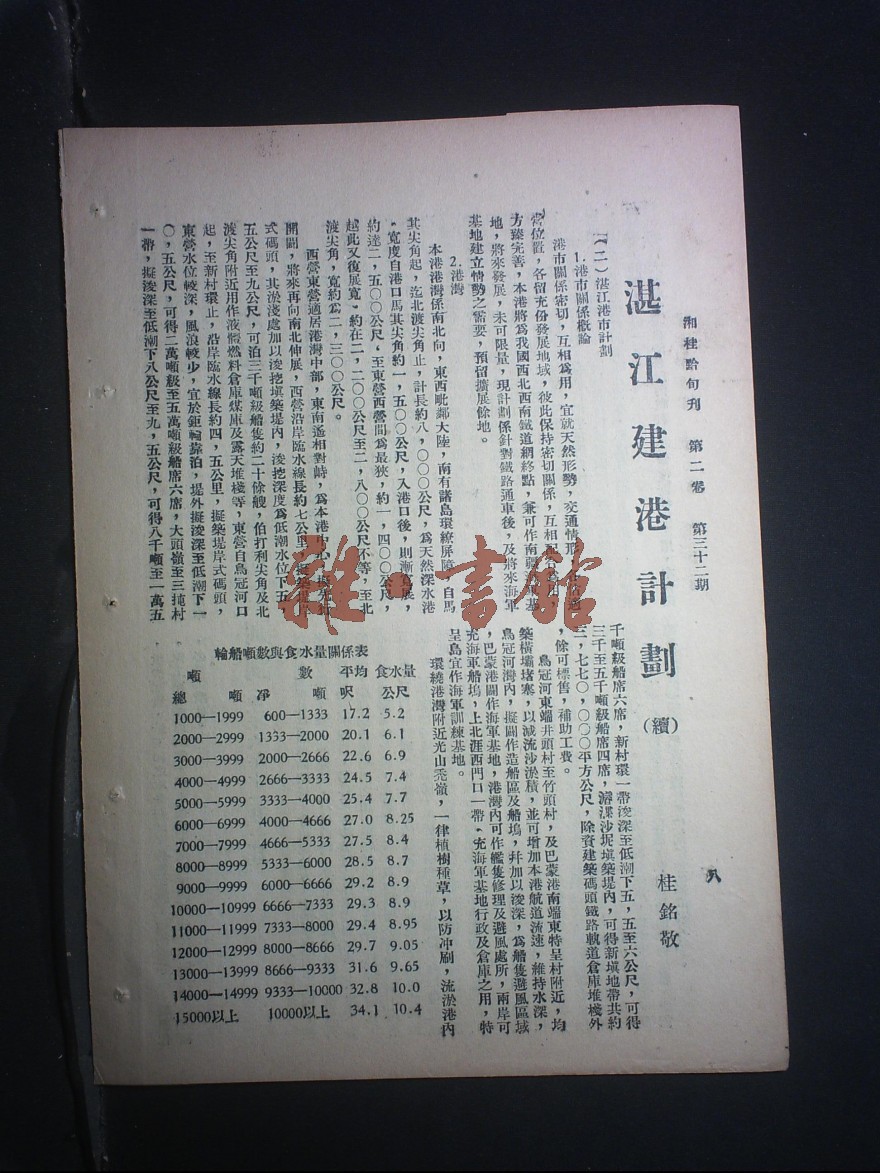 湘桂黔旬刊 第二卷 第三十二期
八
湛江建港計劃(續)
桂銘敬
(二)湛江港市計劃
1.港市關係概論
港市關係密切,互相爲用,宜就天然形勢,交通情形
營位置,各留充份發展地域,彼此保持密切關係,互相配合
方臻完善,本港將爲我國西北西南鐵道網終點,兼可作南疆
地,將來發展,未可限量,現計劃係針對鐵路通車後,及將來海軍
基地建立情勢之需要,預留擴展餘地。
2.港灣
本港港灣係南北向,東西毗鄰大陸,南有諸島環繚屏障,自馬
其尖角起,迄北渡尖角止,計長約八,〇〇〇公尺,爲天然深水港
,寬度自港口馬其尖角約一,五〇〇公尺,入港口後,則漸寬展,
約達二,五〇〇公尺,至東營西營間爲最狹,約一,四〇〇公尺,
越此又復展寬,約在二,二〇〇公尺至二,八〇〇公尺不等,至北
渡尖角,寬約爲二,三〇〇公尺。
西營東營適居港灣中部,東南遙相對峙,爲本港中心,擬先行
開闢,將來再向南北伸展,西營沿岸臨水線長約七公里,擬築堤岸
式碼頭,其淤淺處加以浚挖塡築堤內,浚挖深度爲低潮水位下五,
五公尺至九公尺,可泊三千噸級船隻約二十餘艘,伯打利尖角及北
渡尖角附近用作液體燃料倉庫煤庫及露天堆棧等,東營自鳥冠河口
起,至新村環止,沿岸臨水線長約四,五公里,擬築堤岸式碼頭,
東營水位較深,風浪較少,宜於鉅輪靠泊,堤外擬浚深至低潮下一
〇,五公尺,可得二萬噸級至五萬噸級船席六席,大頭嶺至三㧣村
一帶,擬浚深至低潮下八公尺至九,五公尺,可得八千噸至一萬五
千噸級船席六席,新村環一帶浚深至低潮下五,五至六公尺,可得
三千至五千噸級船席四席,濬渫沙坭塡築堤內,可得新塡地帶共約
三,七七〇,〇〇〇平方公尺,除資建築碼頭鐵路軌道倉庫堆棧外
,餘可標售,補助工費。
鳥冠河東端井頭村至竹頭村,及巴蒙港南端東特呈村附近,均
築橫壩堵塞,以減流沙淤積,並可增加本港航道流速,維持水深,
鳥冠河灣內,擬闢作造船區及船塢,幷加以浚深,爲船隻避風區域
,巴蒙港闢作海軍基地,港灣內可作艦隻修理及避風處所,兩岸可
充海軍船塢,上北涯西門口一帶,充海軍基地行政及倉庫之用,特
呈島宜作海軍訓練基地。
環繞港灣附近光山禿嶺,一律植樹種草,以防冲刷,流淤港內
輪船噸數與食水量關係表
噸 數 平均 食水量
總 噸 淨 噸 呎 公尺
1000—1999 600—1333 17.2 5.2
2000—2999 1333—2000 20.1 6.1
3000—3999 2000—2666 22.6 6.9
4000—4999 2666—3333 24.5 7.4
5000—5999 3333—4000 25.4 7.7
6000—6999 4000—4666 27.0 8.25
7000—7999 4666—5333 27.5 8.4
8000—8999 5333—6000 28.5 8.7
9000—9999 6000—6666 29.2 8.9
10000—10999 6666—7333 29.3 8.9
11000—11999 7333—8000 29.4 8.95
12000—12999 8000—8666 29.7 9.05
13000—13999 8666—9333 31.6 9.65
14000—14999 9333—10000 32.8 10.0
15000以上 10000以上 34.1 10.4
雜·書館